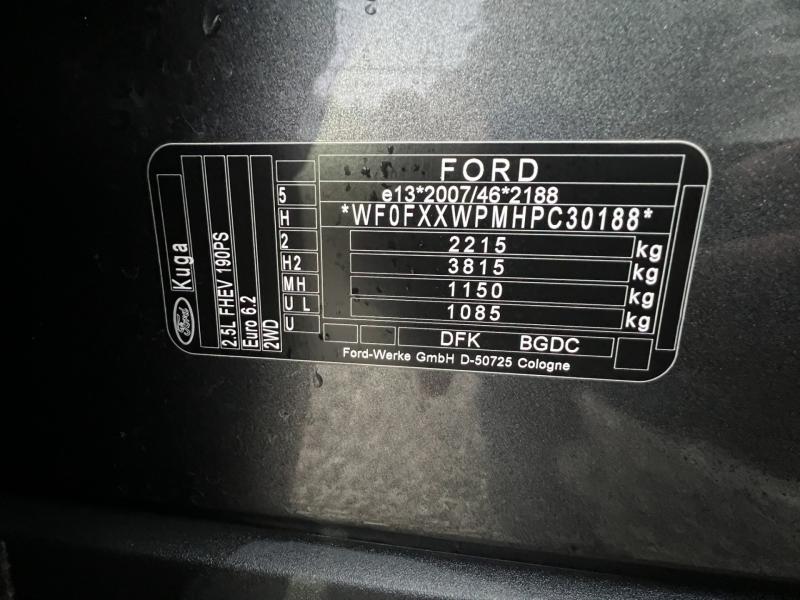 FORD
e13*2007/46*2188
*WF0FXXWPMHPC30188*
2215 kg
3815 kg
1150 kg
1085 kg
DFK BGDC
Ford-Werke GmbH D-50725 Cologne
5
H
2
H2
MH
U L
U
Ford Kuga
2.5L FHEV 190PS
Euro 6.2
2WD